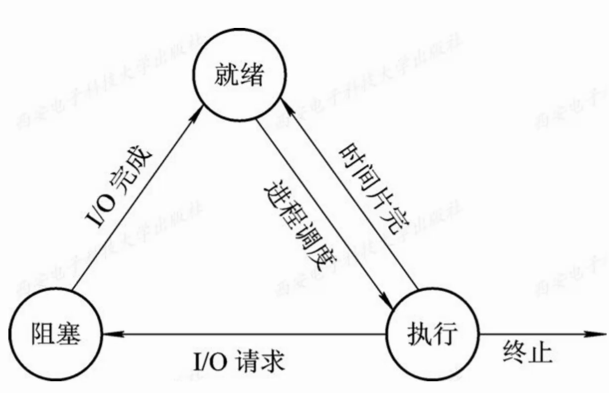 就绪
I/O 完成
时间片完
进程调度
阻塞
执行
I/O 请求
终止
西安电子科技大学出版社
西安电子科技大学出版社
西安电子科技大学出版社
西安电子科技大学出版社